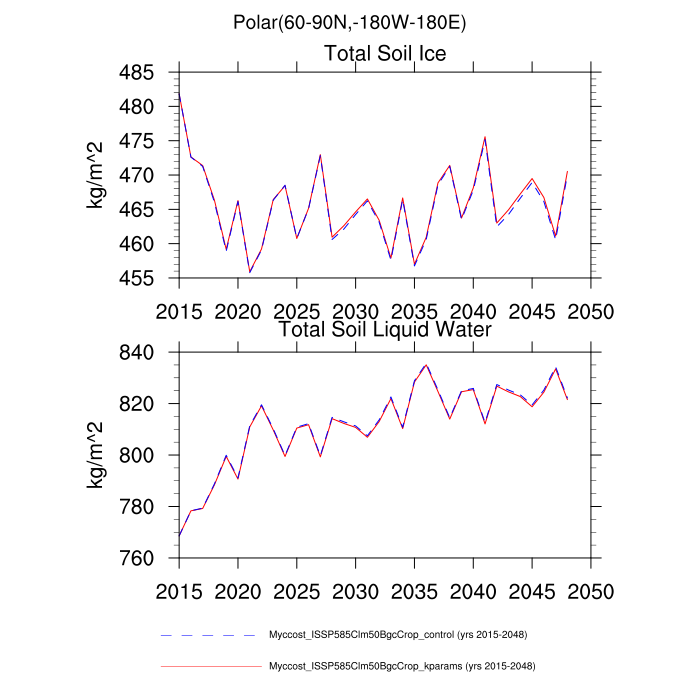 Polar(60-90N,-180W-180E)
Total Soil Ice
485
480
475
470
465
460
455
kg/m^2
2015 2020 2025 2030 2035 2040 2045 2050
Total Soil Liquid Water
840
820
800
780
760
kg/m^2
2015 2020 2025 2030 2035 2040 2045 2050
Myccost_ISSP585Clm50BgcCrop_control (yrs 2015-2048)
Myccost_ISSP585Clm50BgcCrop_kparams (yrs 2015-2048)